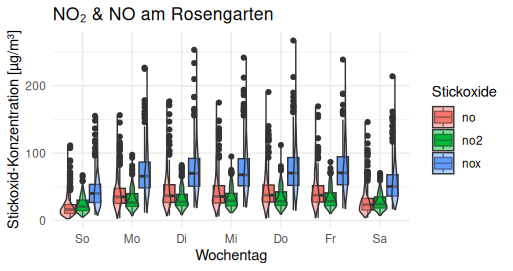 NO₂ & NO am Rosengarten
Stickoxid-Konzentration [µg/m³]
200
100
0
So Mo Di Mi Do Fr Sa
Wochentag
Stickoxide
no
no2
nox